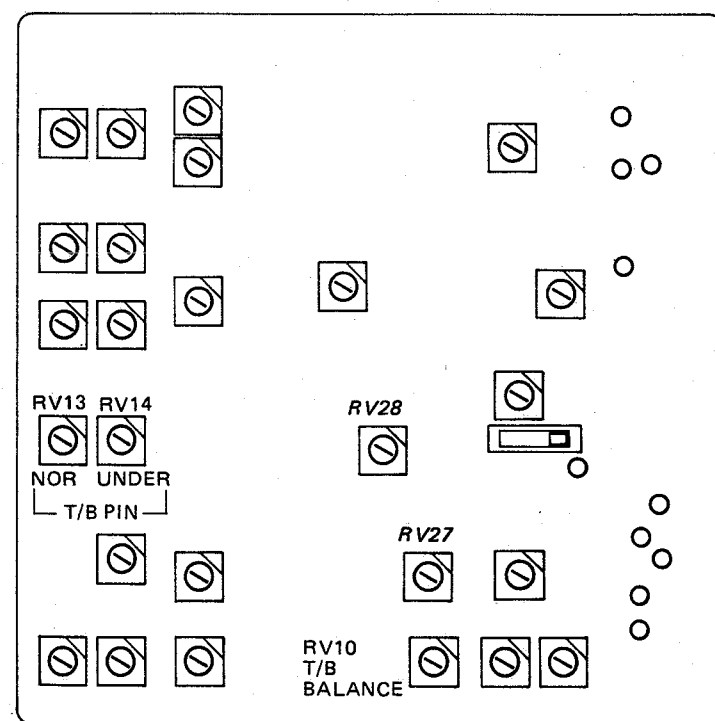 RV13 RV14
NOR UNDER
T/B PIN
RV28
RV27
RV10
T/B
BALANCE